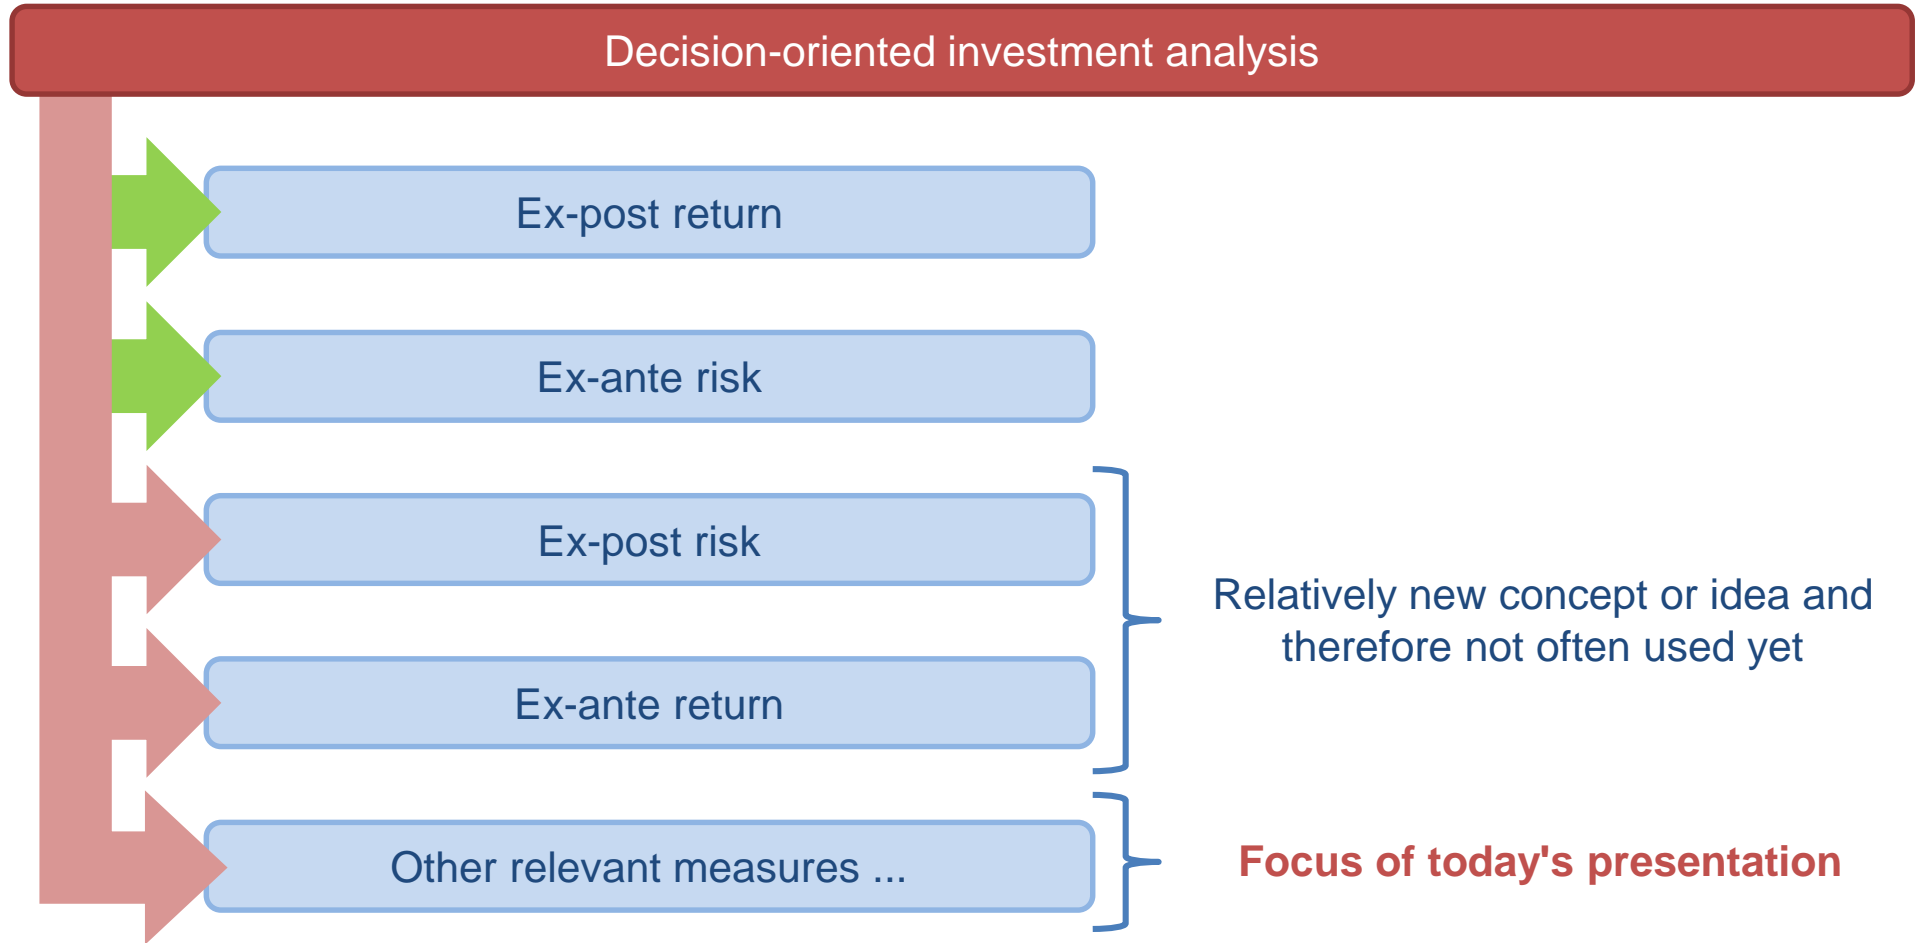 Decision-oriented investment analysis
Ex-post return
Ex-ante risk
Ex-post risk
Ex-ante return
Relatively new concept or idea and
therefore not often used yet
Other relevant measures ...
Focus of today's presentation